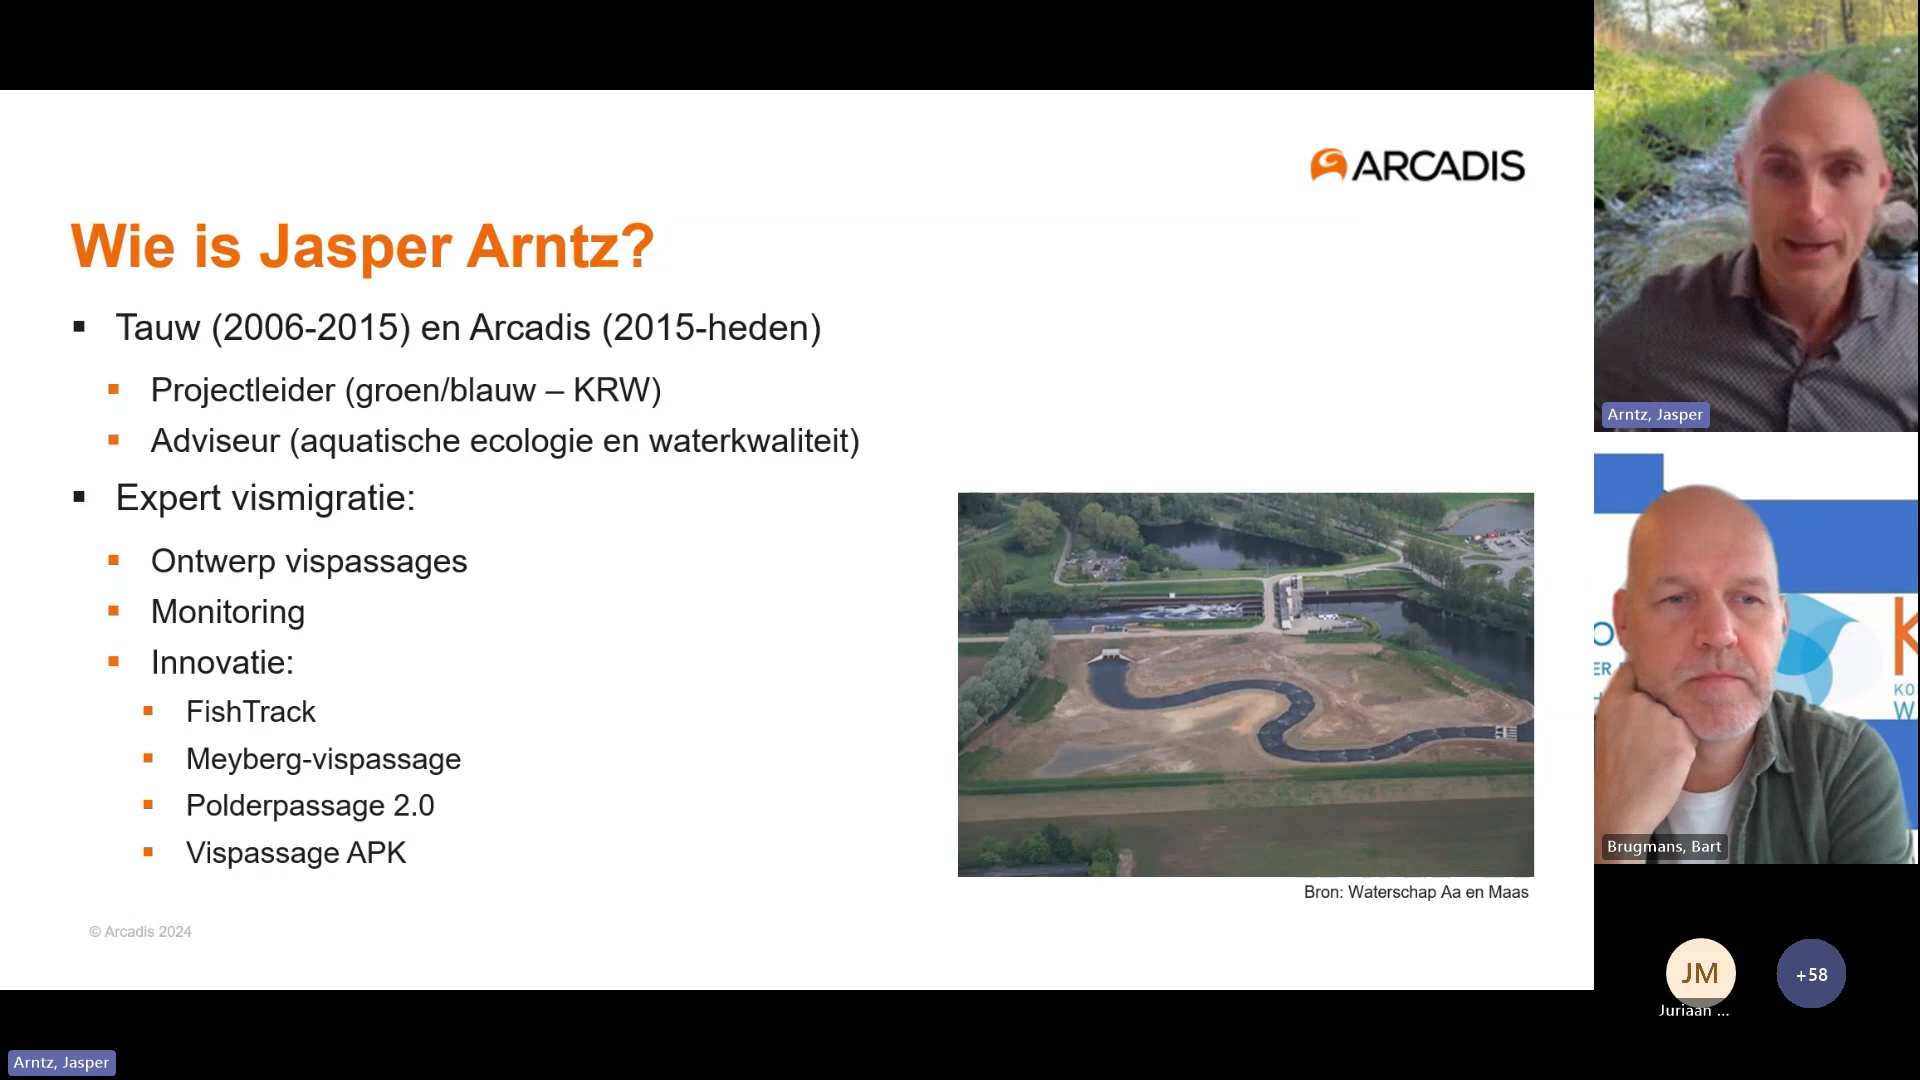 ARCADIS
Wie is Jasper Arntz?
Tauw (2006-2015) en Arcadis (2015-heden)
Projectleider (groen/blauw – KRW)
Adviseur (aquatische ecologie en waterkwaliteit)
Expert vismigratie:
Ontwerp vispassages
Monitoring
Innovatie:
FishTrack
Meyberg-vispassage
Polderpassage 2.0
Vispassage APK
Bron: Waterschap Aa en Maas
© Arcadis 2024
Arntz, Jasper
Brugmans, Bart
JM
+58
Juriaan ...
Arntz, Jasper